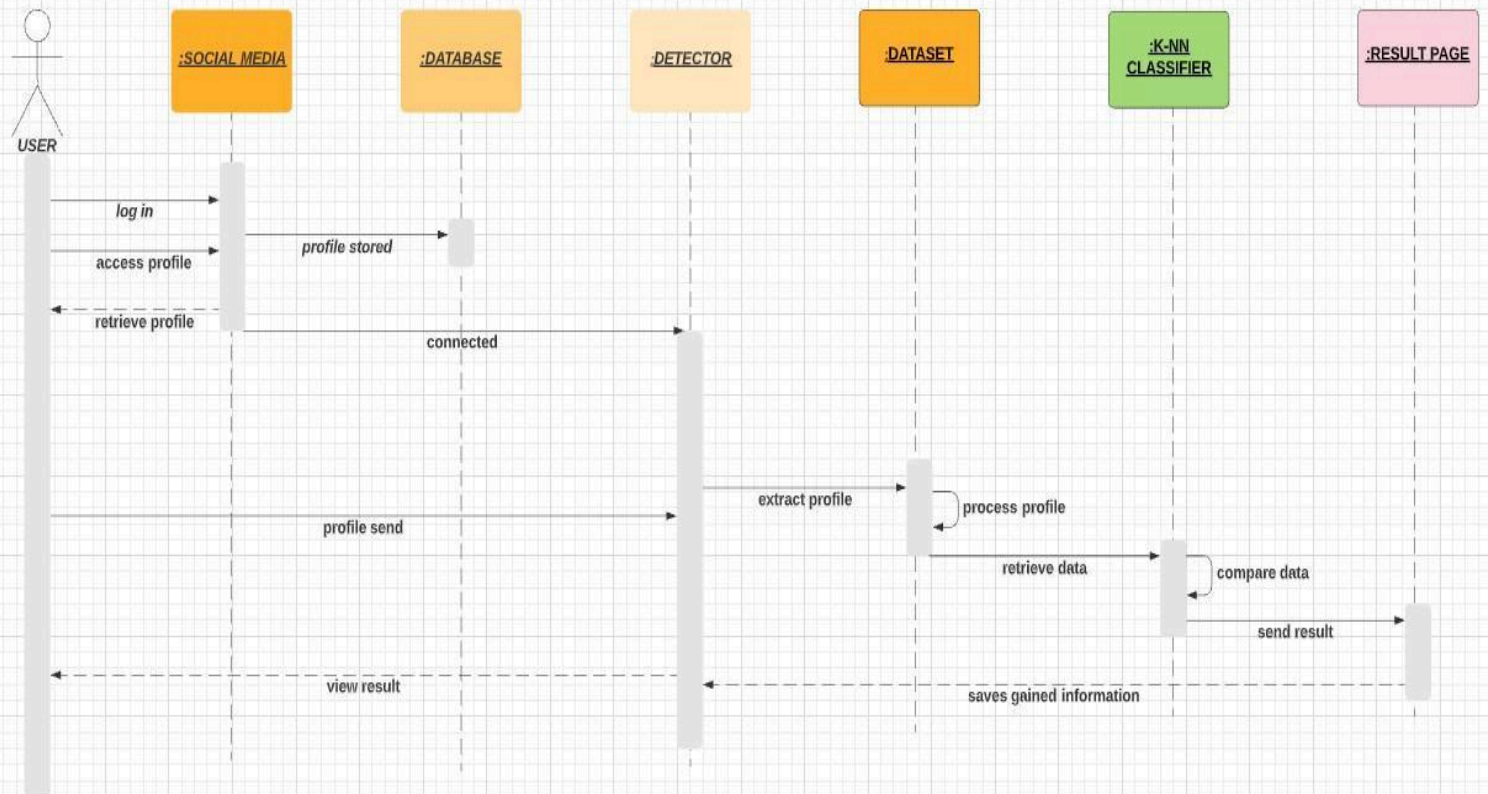 :SOCIAL MEDIA
:DATABASE
:DETECTOR
:DATASET
:K-NN
CLASSIFIER
:RESULT PAGE
USER
log in
profile stored
access profile
retrieve profile
connected
extract profile
process profile
profile send
retrieve data
compare data
send result
view result
saves gained information